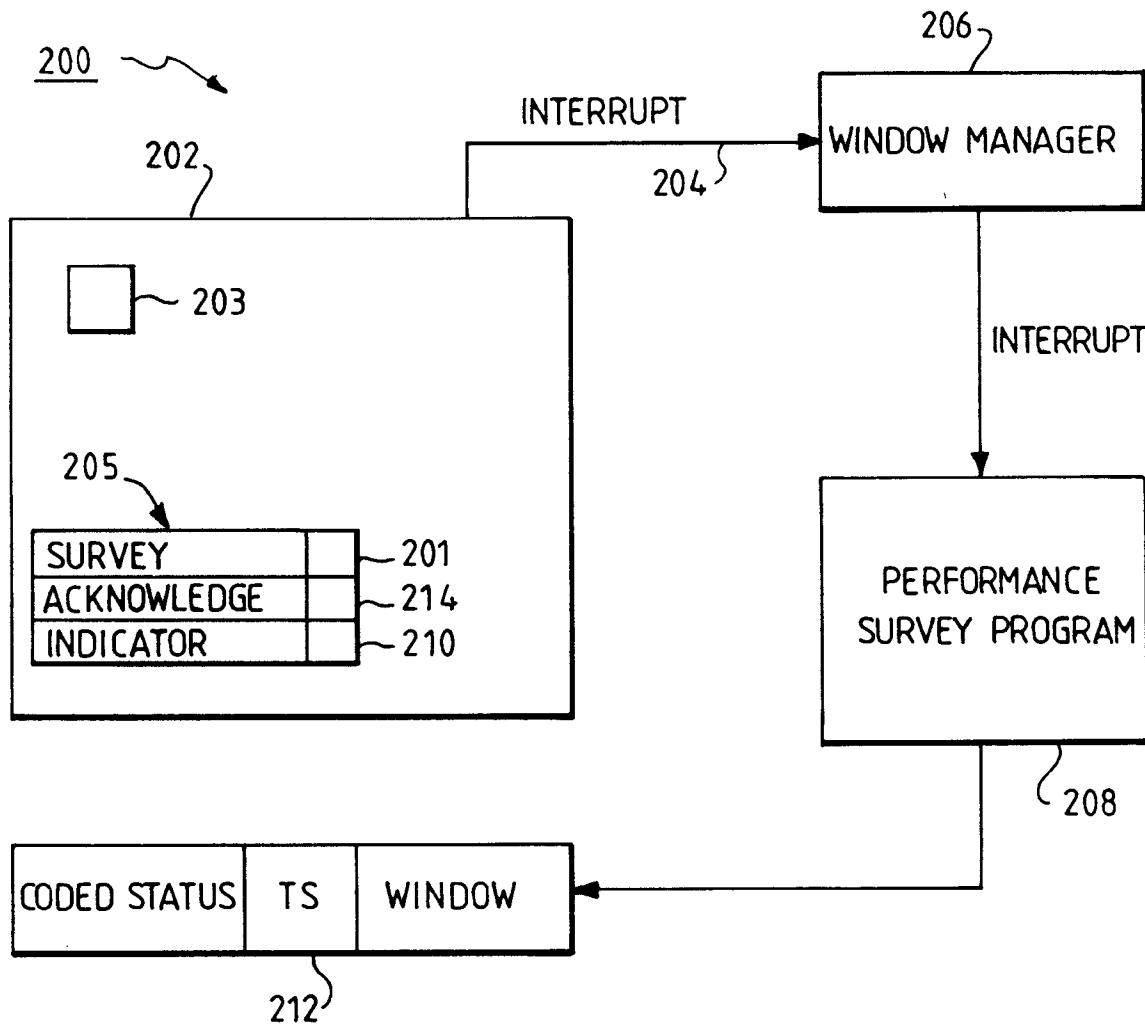 206
200
INTERRUPT
202
WINDOW MANAGER
204
203
INTERRUPT
205
SURVEY 201
ACKNOWLEDGE 214
INDICATOR 210
PERFORMANCE
SURVEY PROGRAM
208
CODED STATUS TS WINDOW
212